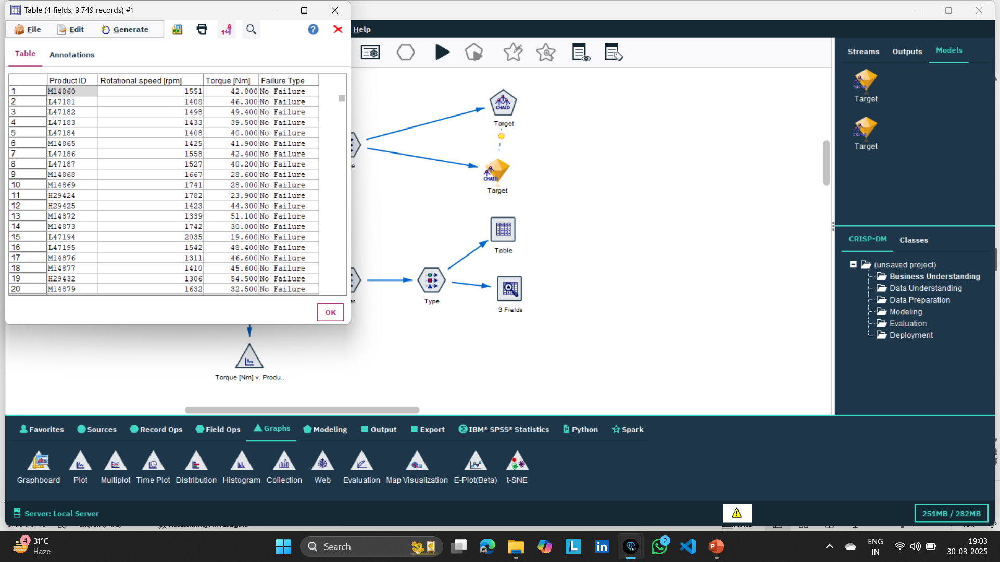 Table (4 fields, 9,749 records) #1
File Edit Generate
Help
Table Annotations
Product ID Rotational speed [rpm] Torque [Nm] Failure Type
1 M14860 1551 42.800 No Failure
2 L47181 1408 46.300 No Failure
3 L47182 1498 49.400 No Failure
4 L47183 1433 39.500 No Failure
5 L47184 1408 40.000 No Failure
6 M14865 1425 41.900 No Failure
7 L47186 1558 42.400 No Failure
8 L47187 1527 40.200 No Failure
9 M14868 1667 28.600 No Failure
10 M14869 1741 28.000 No Failure
11 H29424 1782 23.900 No Failure
12 H29425 1423 44.300 No Failure
13 M14872 1339 51.100 No Failure
14 M14873 1742 30.000 No Failure
15 L47194 2035 19.600 No Failure
16 L47195 1542 48.400 No Failure
17 M14876 1311 46.600 No Failure
18 M14877 1410 45.600 No Failure
19 H29432 1306 54.500 No Failure
20 M14879 1632 32.500 No Failure
OK
CHAID
Target
CHAID
Target
Table
Type
3 Fields
Torque [Nm] v. Produ..
Streams Outputs Models
Target
Target
CRISP-DM Classes
(unsaved project)
Business Understanding
Data Understanding
Data Preparation
Modeling
Evaluation
Deployment
Favorites Sources Record Ops Field Ops Graphs Modeling Output Export IBM® SPSS® Statistics Python Spark
Graphboard Plot Multiplot Time Plot Distribution Histogram Collection Web Evaluation Map Visualization E-Plot(Beta) t-SNE
Server: Local Server
251MB / 282MB
4
31°C
Haze
Search
2
ENG
IN
19:03
30-03-2025